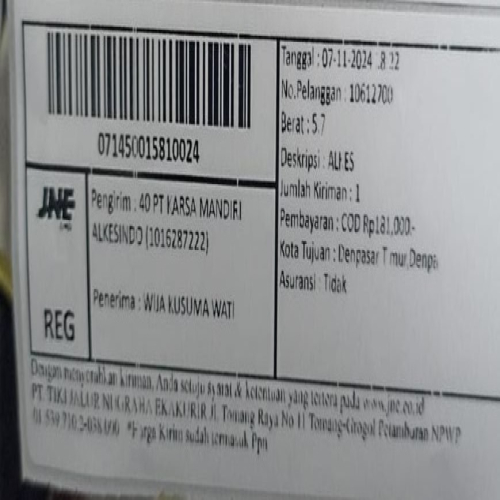 071450015810024
JNE
REG
Pengirim : 40 PT KARSA MANDIRI
ALKESINDO (1016287222)
Penerima : WIJA KUSUMA WATI
Tanggal : 07-11-2024
No.Pelanggan : 10612700
Berat : 5.7
Deskripsi : ALKES
Jumlah Kiriman : 1
Pembayaran : COD Rp181,000.-
Kota Tujuan : Denpasar Timur,Denpa
Asuransi : Tidak
Dengan menyerahkan kiriman, Anda setuju syarat & ketentuan yang tertera pada www.jne.co.id
PT. TIKI JALUR NUGRAHA EKAKURIR Jl. Tomang Raya No 11 Tomang-Grogol Petamburan NPWP
*Harga Kirim sudah termasuk Ppn